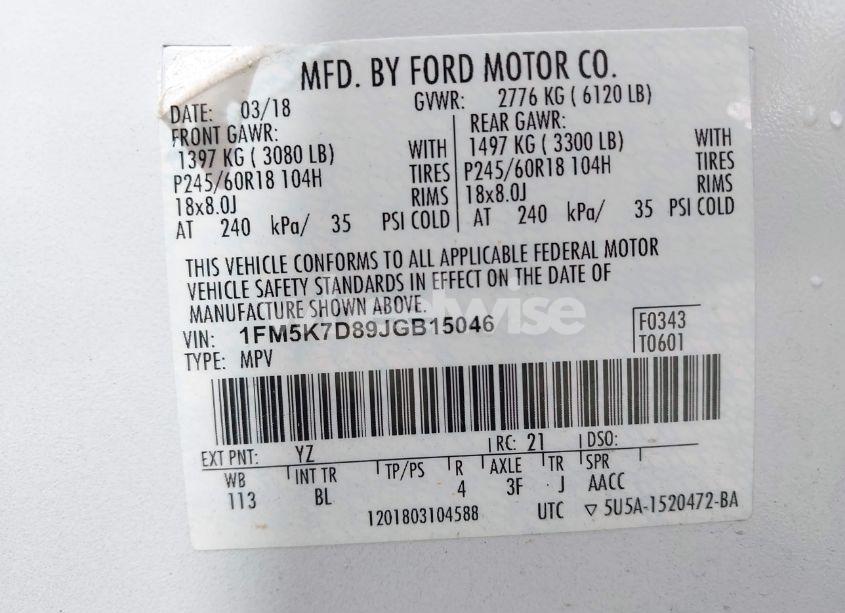 MFD. BY FORD MOTOR CO.
DATE: 03/18 GVWR: 2776 KG ( 6120 LB)
FRONT GAWR: REAR GAWR:
1397 KG ( 3080 LB) WITH 1497 KG ( 3300 LB) WITH
P245/60R18 104H TIRES P245/60R18 104H TIRES
18x8.0J RIMS 18x8.0J RIMS
AT 240 kPa/ 35 PSI COLD AT 240 kPa/ 35 PSI COLD
THIS VEHICLE CONFORMS TO ALL APPLICABLE FEDERAL MOTOR
VEHICLE SAFETY STANDARDS IN EFFECT ON THE DATE OF
MANUFACTURE SHOWN ABOVE.
VIN: 1FM5K7D89JGB15046 F0343
TYPE: MPV T0601
EXT PNT: YZ RC: 21 DSO:
WB INT TR TP/PS R AXLE TR SPR
113 BL 4 3F J AACC
1201803104588 UTC ▽ 5U5A-1520472-BA